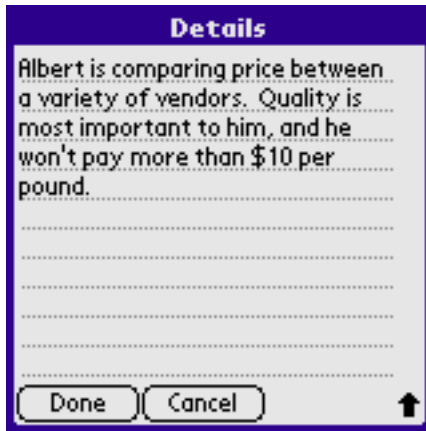 Details
Albert is comparing price between
a variety of vendors.  Quality is
most important to him, and he
won't pay more than $10 per
pound.
Done
Cancel